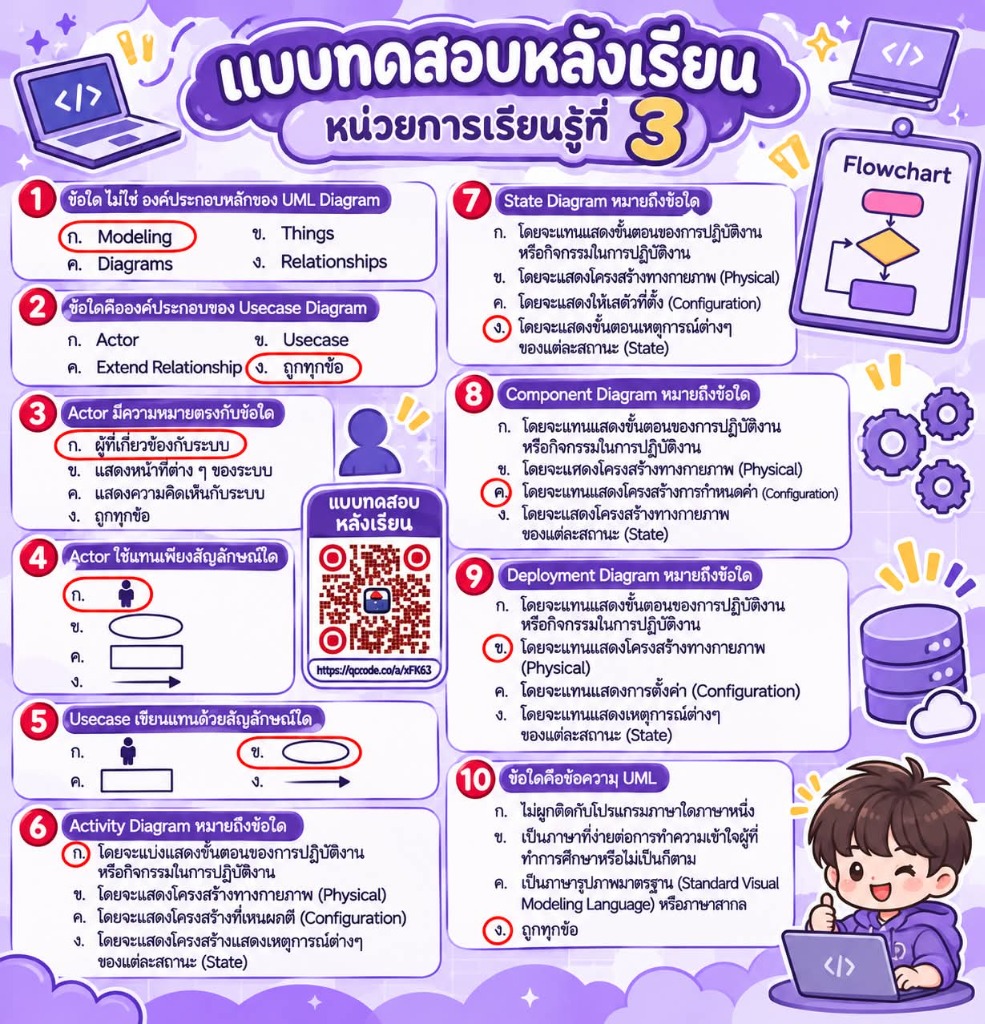 แบบทดสอบหลังเรียน
หน่วยการเรียนรู้ที่ 3
</>
</>
Flowchart
1 ข้อใด ไม่ใช่ องค์ประกอบหลักของ UML Diagram
ก. Modeling ข. Things
ค. Diagrams ง. Relationships
2 ข้อใดคือองค์ประกอบของ Usecase Diagram
ก. Actor ข. Usecase
ค. Extend Relationship ง. ถูกทุกข้อ
3 Actor มีความหมายตรงกับข้อใด
ก. ผู้ที่เกี่ยวข้องกับระบบ
ข. แสดงหน้าที่ต่าง ๆ ของระบบ
ค. แสดงความคิดเห็นกับระบบ
ง. ถูกทุกข้อ
แบบทดสอบ
หลังเรียน
https://qrcode.co/a/xFK63
4 Actor ใช้แทนเพียงสัญลักษณ์ใด
ก.
ข.
ค.
ง.
5 Usecase เขียนแทนด้วยสัญลักษณ์ใด
ก. ข.
ค. ง.
6 Activity Diagram หมายถึงข้อใด
ก. โดยจะแบ่งแสดงขั้นตอนของการปฏิบัติงาน
หรือกิจกรรมในการปฏิบัติงาน
ข. โดยจะแสดงโครงสร้างทางกายภาพ (Physical)
ค. โดยจะแสดงโครงสร้างที่เหนผกตี (Configuration)
ง. โดยจะแสดงโครงสร้างแสดงเหตุการณ์ต่างๆ
ของแต่ละสถานะ (State)
7 State Diagram หมายถึงข้อใด
ก. โดยจะแทนแสดงขั้นตอนของการปฏิบัติงาน
หรือกิจกรรมในการปฏิบัติงาน
ข. โดยจะแสดงโครงสร้างทางกายภาพ (Physical)
ค. โดยจะแสดงให้เสตัวที่ตั้ง (Configuration)
ง. โดยจะแสดงขั้นตอนเหตุการณ์ต่างๆ
ของแต่ละสถานะ (State)
8 Component Diagram หมายถึงข้อใด
ก. โดยจะแทนแสดงขั้นตอนของการปฏิบัติงาน
หรือกิจกรรมในการปฏิบัติงาน
ข. โดยจะแสดงโครงสร้างทางกายภาพ (Physical)
ค. โดยจะแทนแสดงโครงสร้างการกำหนดค่า (Configuration)
ง. โดยจะแสดงโครงสร้างทางกายภาพ
ของแต่ละสถานะ (State)
9 Deployment Diagram หมายถึงข้อใด
ก. โดยจะแทนแสดงขั้นตอนของการปฏิบัติงาน
หรือกิจกรรมในการปฏิบัติงาน
ข. โดยจะแสดงโครงสร้างทางกายภาพ
(Physical)
ค. โดยจะแทนแสดงการตั้งค่า (Configuration)
ง. โดยจะแทนแสดงเหตุการณ์ต่างๆ
ของแต่ละสถานะ (State)
10 ข้อใดคือข้อความุ UML
ก. ไม่ผูกติดกับโปรแกรมภาษาใดภาษาหนึ่ง
ข. เป็นภาษาที่ง่ายต่อการทำความเข้าใจผู้ที่
ทำการศึกษาหรือไม่เป็นก็ตาม
ค. เป็นภาษารูปภาพมาตรฐาน (Standard Visual
Modeling Language) หรือภาษาสากล
ง. ถูกทุกข้อ
</>